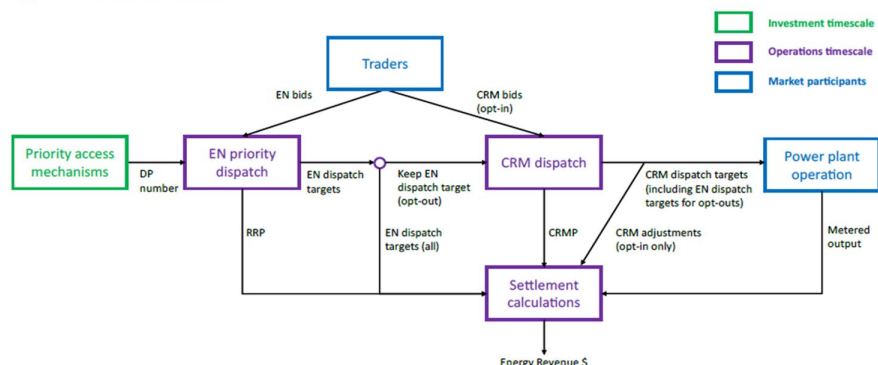 Investment timescale
Operations timescale
Market participants
Traders
EN bids
CRM bids
(opt-in)
Priority access
mechanisms
DP
number
EN priority
dispatch
EN dispatch
targets
Keep EN
dispatch target
(opt-out)
CRM dispatch
CRM dispatch targets
(including EN dispatch
targets for opt-outs)
Power plant
operation
RRP
EN dispatch
targets (all)
CRMP
CRM adjustments
(opt-in only)
Metered
output
Settlement
calculations
Energy Revenue $